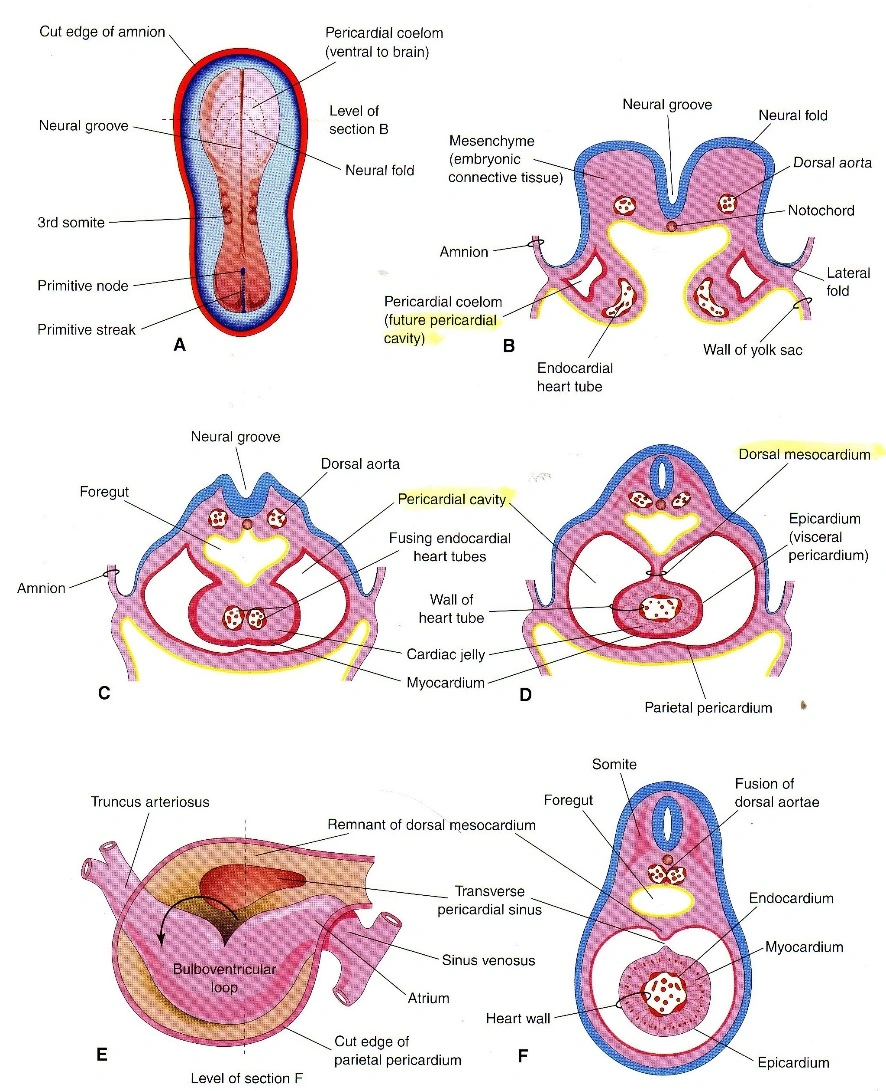 Cut edge of amnion
Pericardial coelom
(ventral to brain)
Neural groove
Level of
section B
Neural fold
3rd somite
Primitive node
Primitive streak
A
Neural groove
Neural fold
Mesenchyme
(embryonic
connective tissue)
Dorsal aorta
Notochord
Amnion
Lateral
fold
Pericardial coelom
(future pericardial
cavity)
Wall of yolk sac
Endocardial
heart tube
B
Neural groove
Dorsal aorta
Foregut
Pericardial cavity
Fusing endocardial
heart tubes
Amnion
Wall of
heart tube
Cardiac jelly
Myocardium
C
Dorsal mesocardium
Epicardium
(visceral
pericardium)
Parietal pericardium
D
Truncus arteriosus
Remnant of dorsal mesocardium
Transverse
pericardial sinus
Sinus venosus
Bulboventricular
loop
Atrium
Cut edge of
parietal pericardium
E
Level of section F
Somite
Foregut
Fusion of
dorsal aortae
Endocardium
Myocardium
Heart wall
Epicardium
F